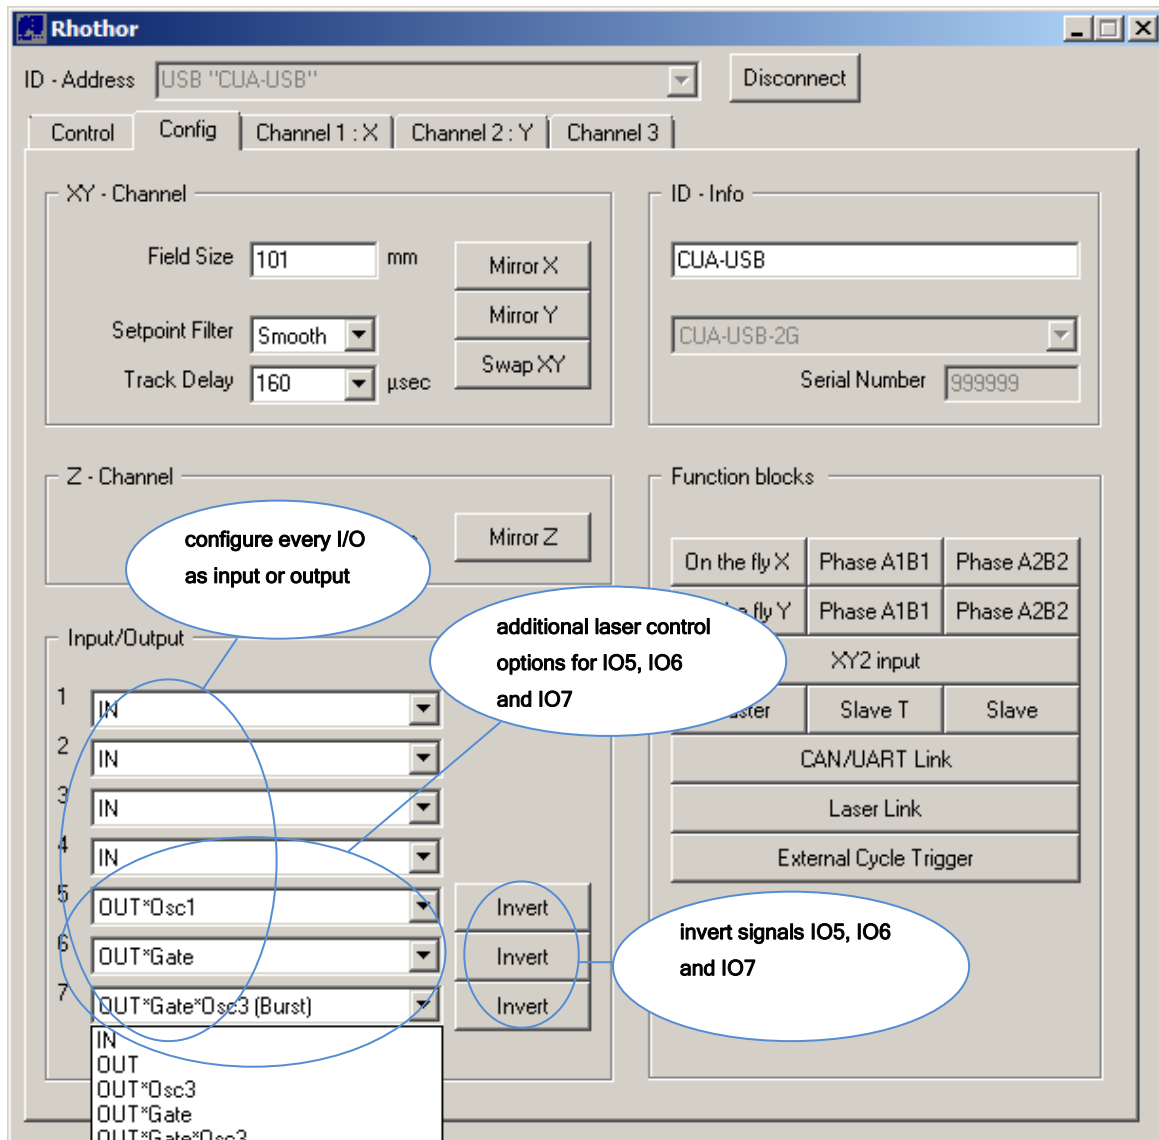 Rhothor
ID - Address USB "CUA-USB" Disconnect
Control Config Channel 1 : X Channel 2 : Y Channel 3
XY - Channel
Field Size 101 mm Mirror X
Mirror Y
Setpoint Filter Smooth
Swap XY
Track Delay 160 µsec
ID - Info
CUA-USB
CUA-USB-2G
Serial Number 999999
Z - Channel
Mirror Z
configure every I/O
as input or output
Input/Output
additional laser control
options for IO5, IO6
and IO7
1 IN
2 IN
3 IN
4 IN
5 OUT*Osc1 Invert
6 OUT*Gate Invert
7 OUT*Gate*Osc3 (Burst) Invert
IN
OUT
OUT*Osc3
OUT*Gate
OUT*Gate*Osc3
Function blocks
On the fly X Phase A1B1 Phase A2B2
fly Y Phase A1B1 Phase A2B2
XY2 input
Slave T Slave
CAN/UART Link
Laser Link
External Cycle Trigger
invert signals IO5, IO6
and IO7